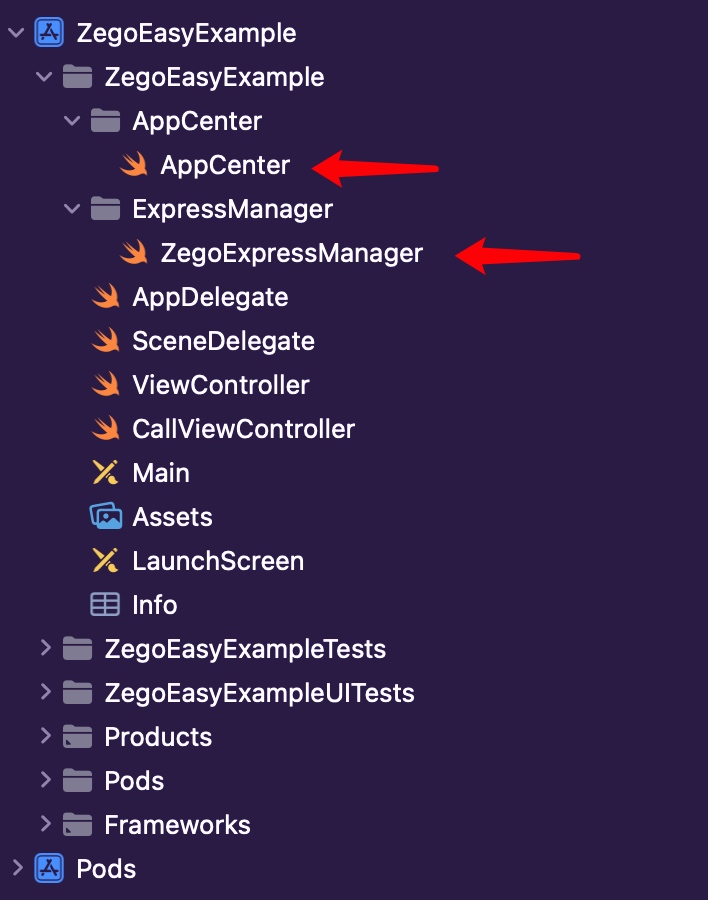 ZegoEasyExample
ZegoEasyExample
AppCenter
AppCenter
ExpressManager
ZegoExpressManager
AppDelegate
SceneDelegate
ViewController
CallViewController
Main
Assets
LaunchScreen
Info
ZegoEasyExampleTests
ZegoEasyExampleUITests
Products
Pods
Frameworks
Pods